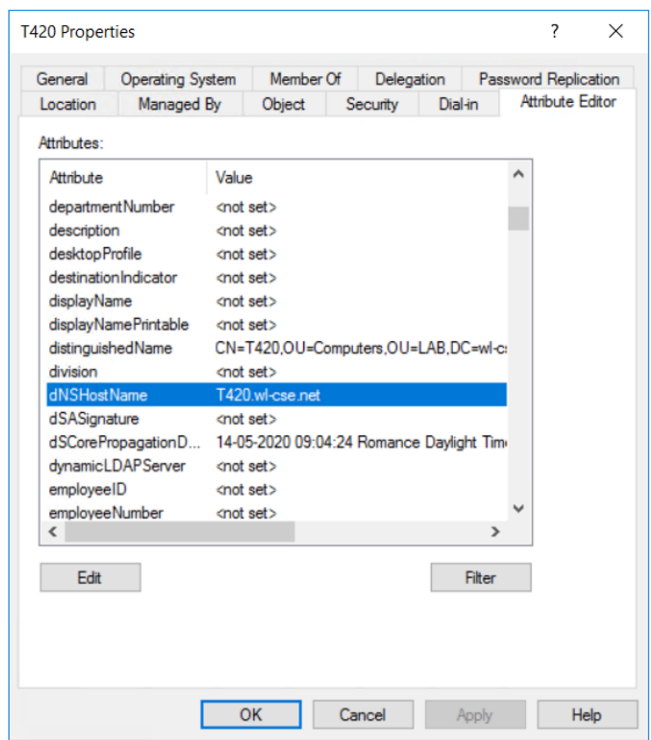 T420 Properties ?
General Operating System Member Of Delegation Password Replication
Location Managed By Object Security Dial-in Attribute Editor
Attributes:
Attribute Value
departmentNumber <not set>
description <not set>
desktopProfile <not set>
destinationIndicator <not set>
displayName <not set>
displayNamePrintable <not set>
distinguishedName CN=T420,OU=Computers,OU=LAB,DC=wl-c
division <not set>
dNSHostName T420.wl-cse.net
dSASignature <not set>
dSCorePropagationD... 14-05-2020 09:04:24 Romance Daylight Tim
dynamicLDAPServer <not set>
employeeID <not set>
employeeNumber <not set>
Edit Filter
OK Cancel Apply Help